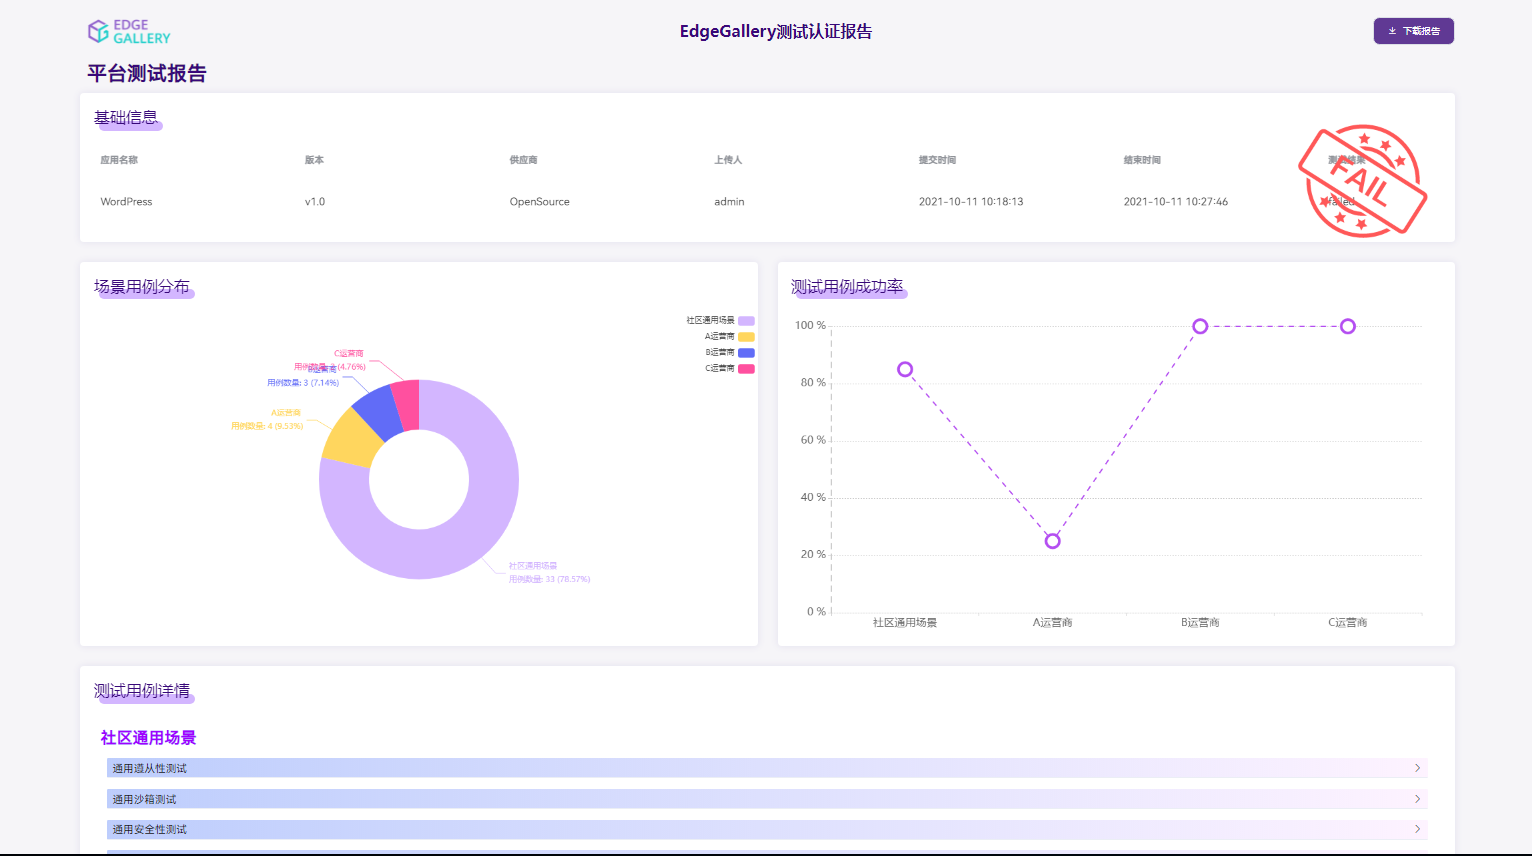 EDGE
GALLERY
EdgeGallery测试认证报告
下载报告
平台测试报告
基础信息
应用名称 版本 供应商 上传人 提交时间 结束时间 测试结果
WordPress v1.0 OpenSource admin 2021-10-11 10:18:13 2021-10-11 10:27:46 failed
FAIL
场景用例分布
社区通用场景
A运营商
B运营商
C运营商
C运营商
用例数量: 2 (4.76%)
B运营商
用例数量: 3 (7.14%)
A运营商
用例数量: 4 (9.53%)
社区通用场景
用例数量: 33 (78.57%)
测试用例成功率
100 %
80 %
60 %
40 %
20 %
0 %
社区通用场景 A运营商 B运营商 C运营商
测试用例详情
社区通用场景
通用遵从性测试
通用沙箱测试
通用安全性测试